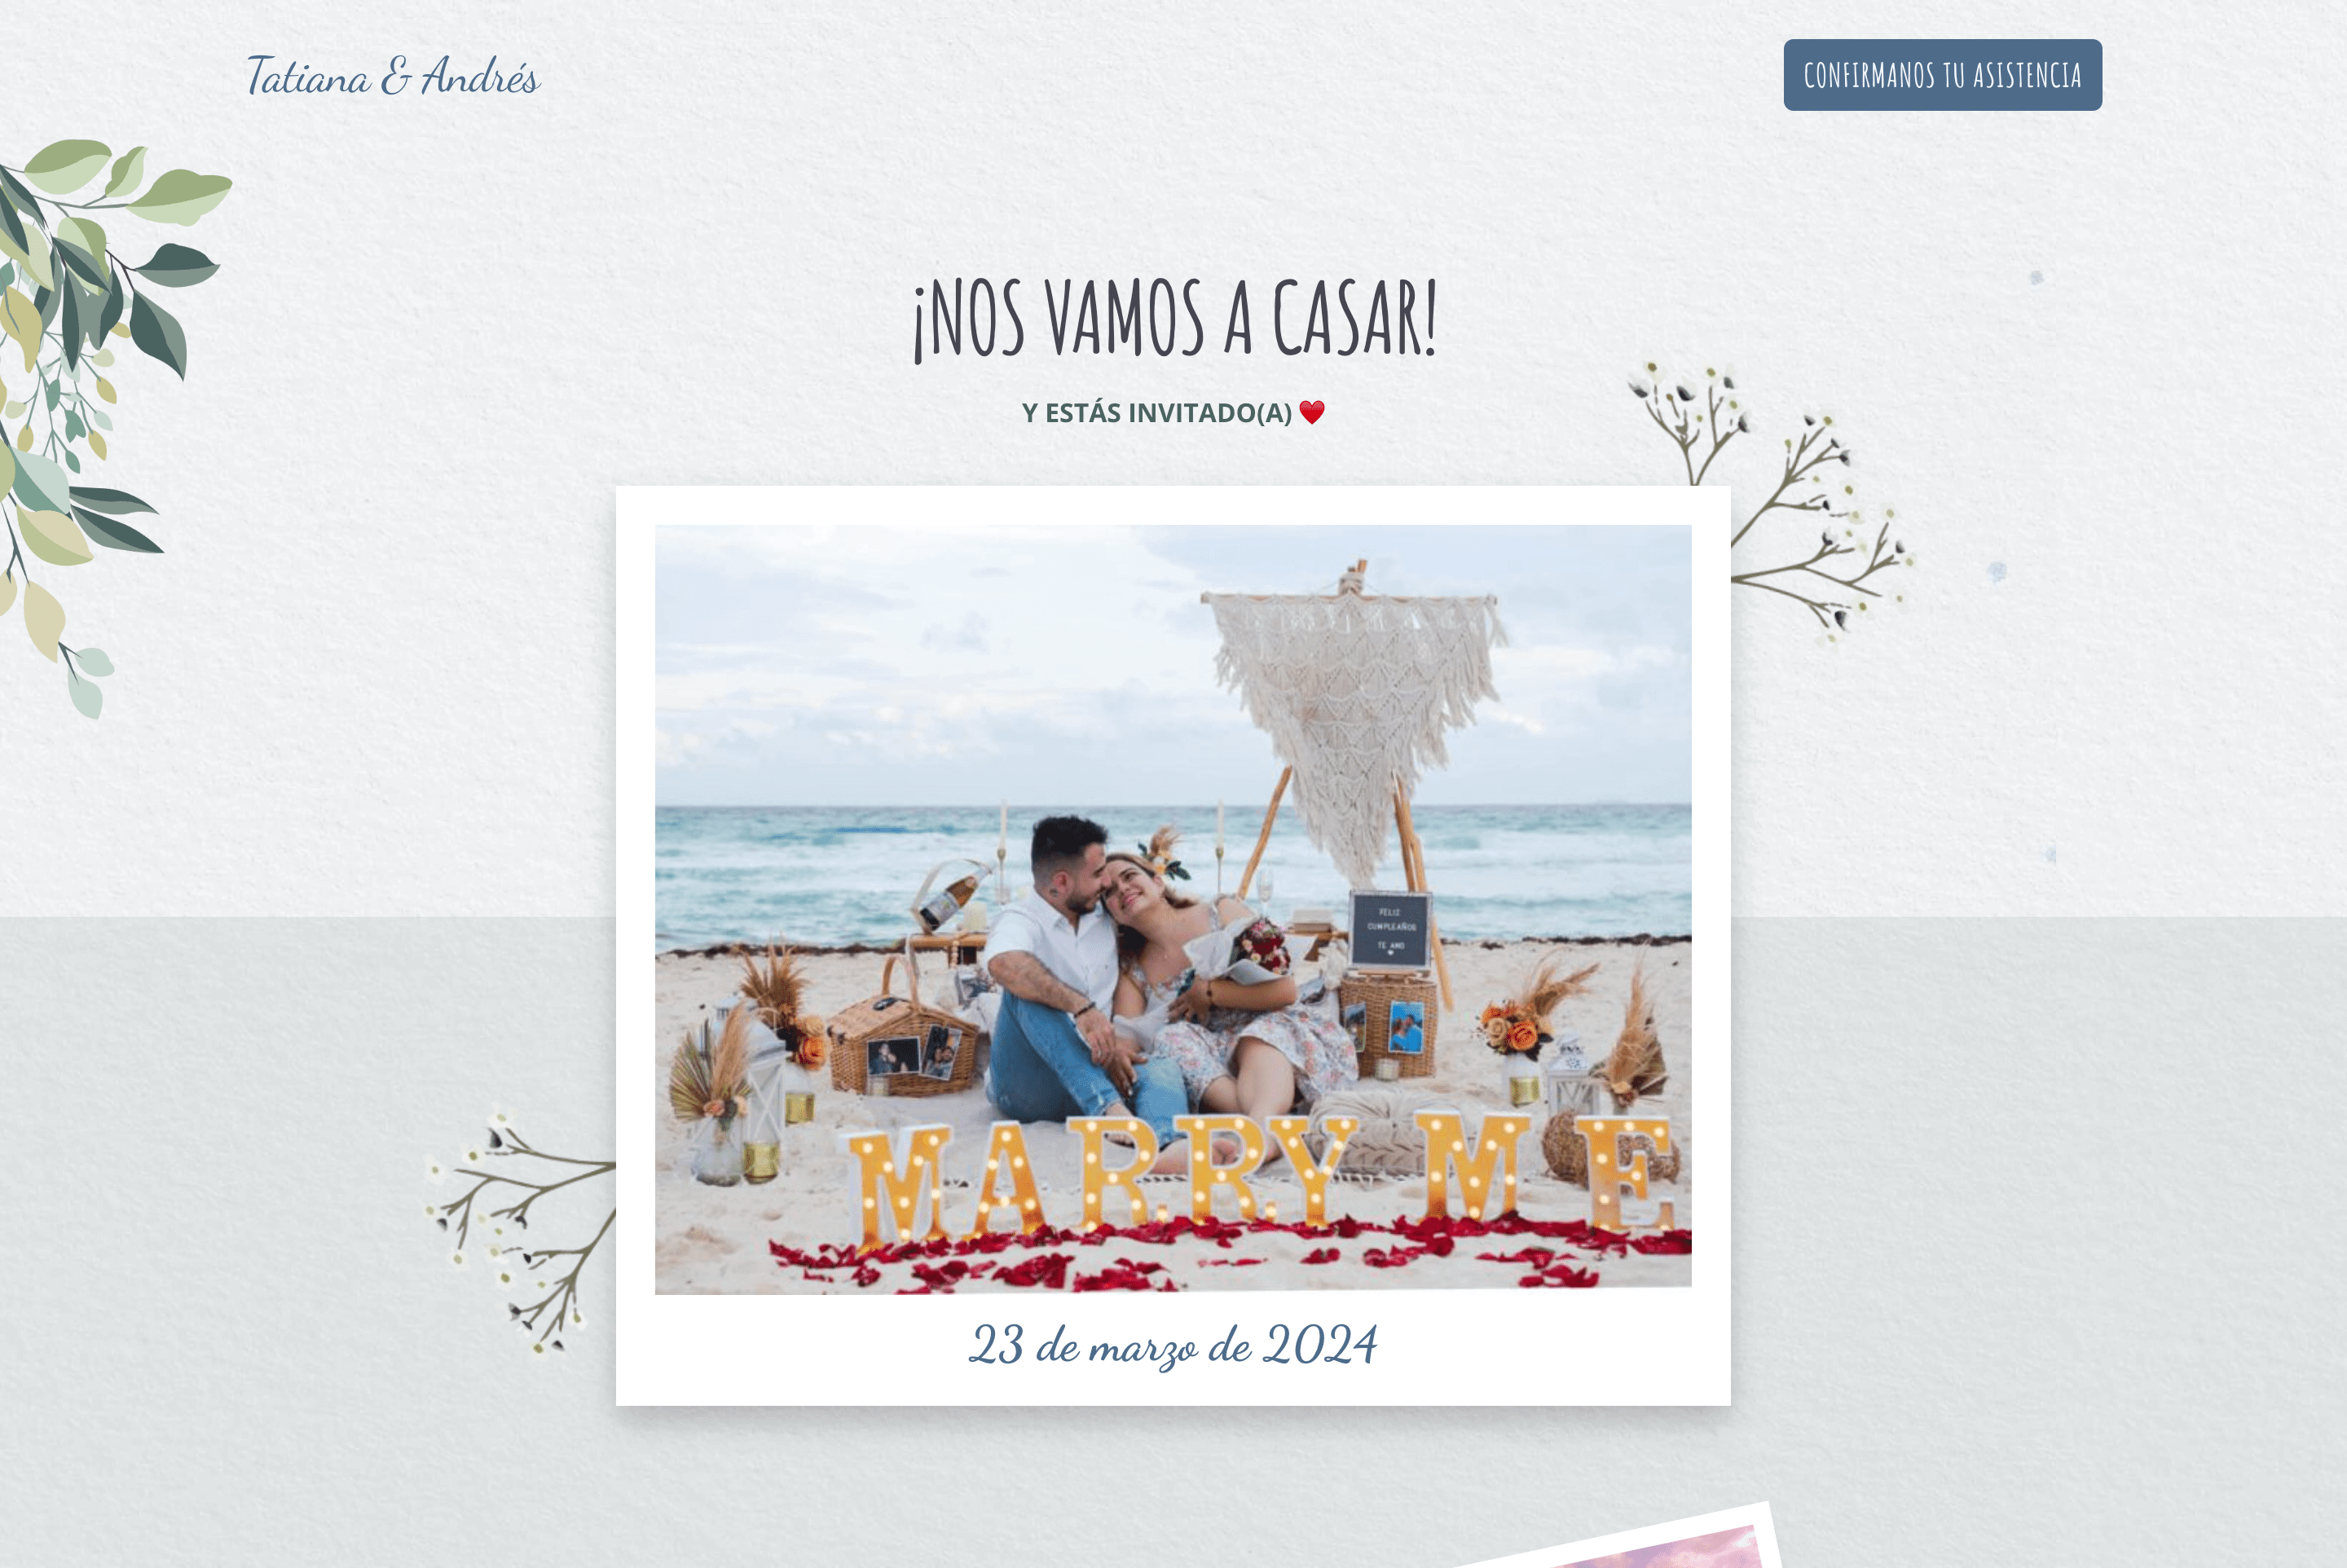 Tatiana & Andrés
CONFIRMANOS TU ASISTENCIA
¡NOS VAMOS A CASAR!
Y ESTÁS INVITADO(A) ❤️
FELIZ
CUMPLEAÑOS
TE AMO
MARRY ME
23 de marzo de 2024